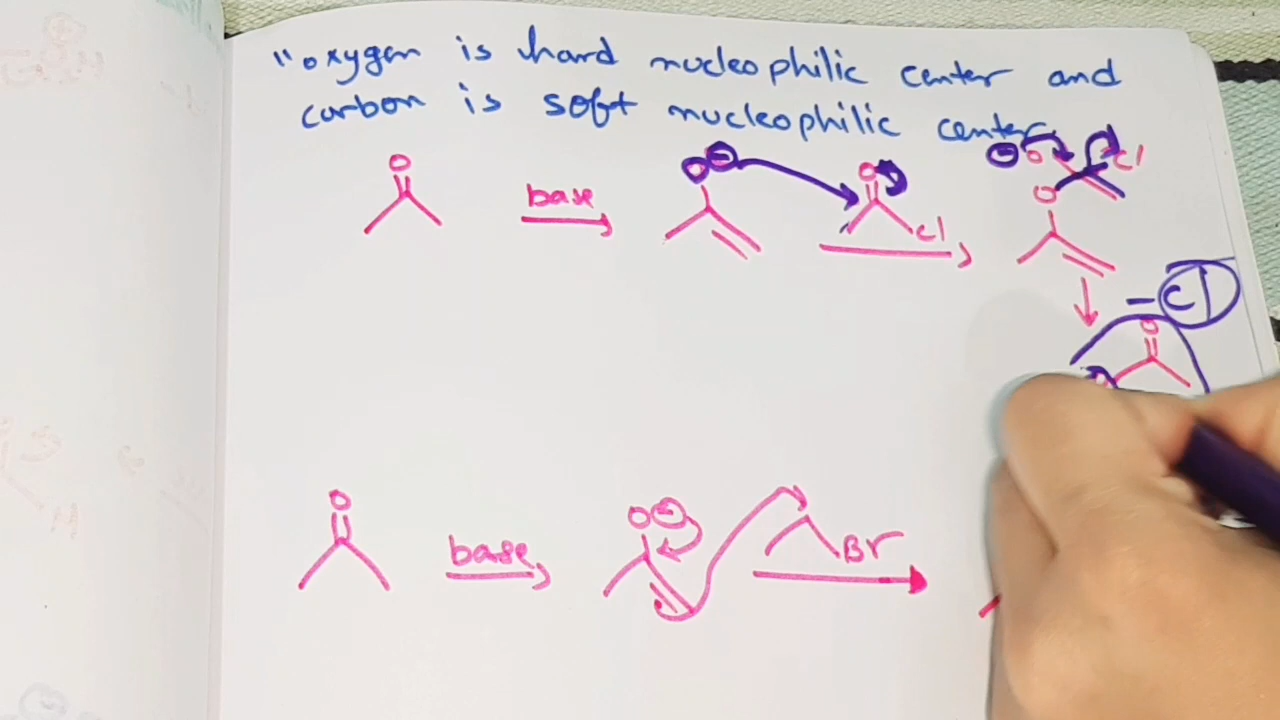 "oxygen is hard nucleophilic center and
carbon is soft nucleophilic center
O base O ⊖ O Cl ⊖ O Cl
O
- Cl
O
O base O ⊖ Br